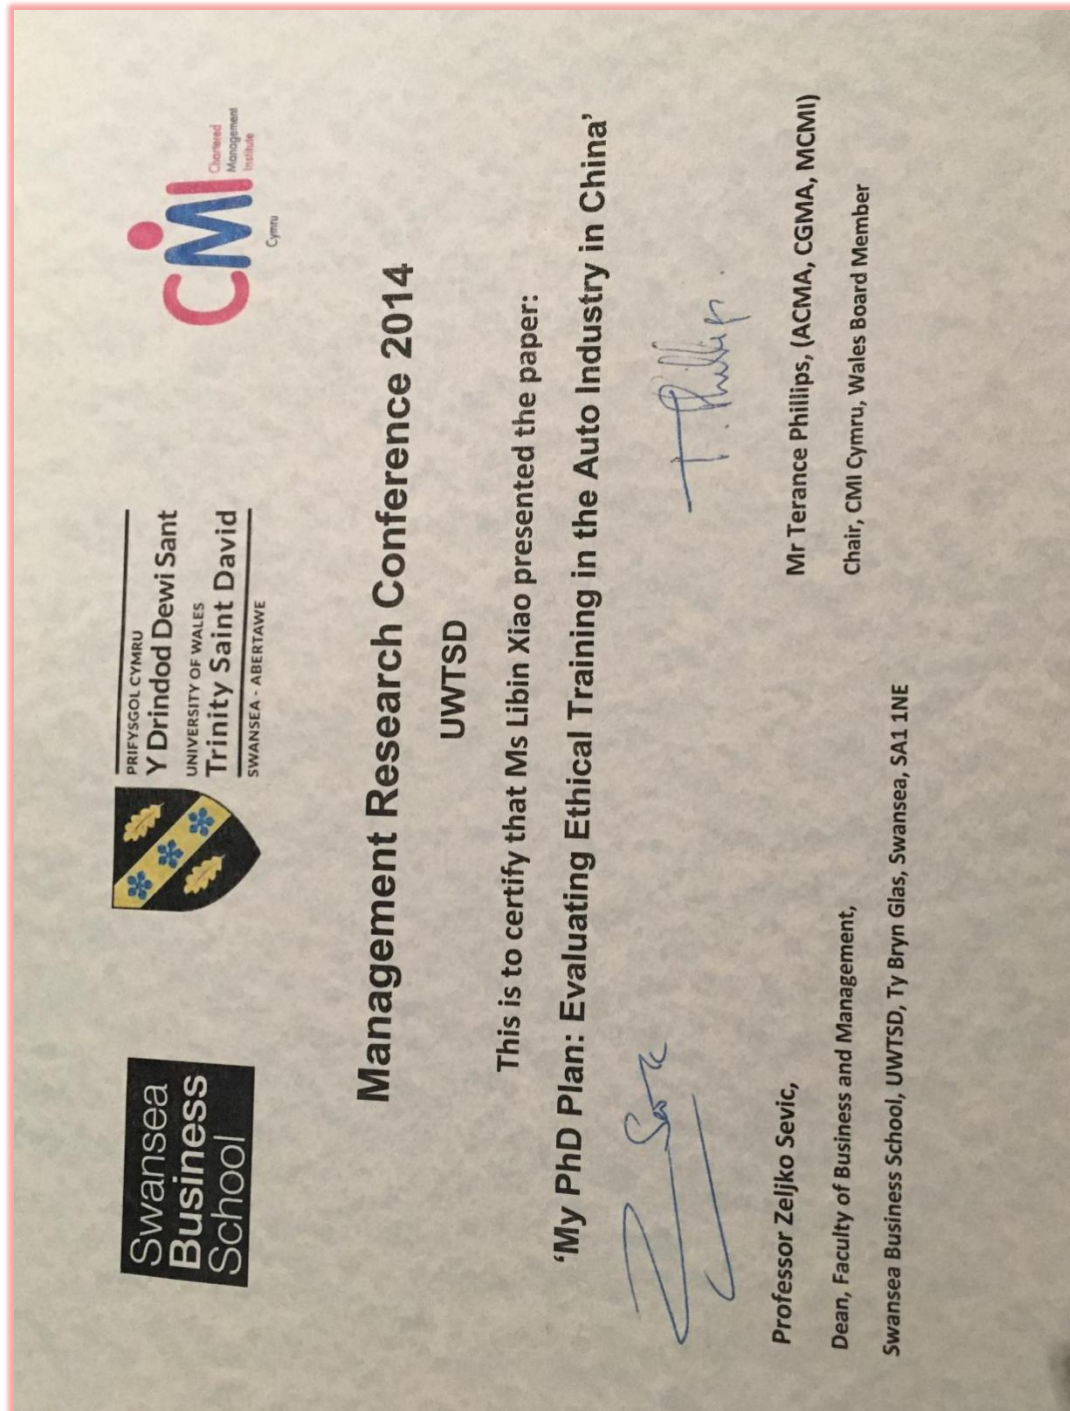 Swansea
Business
School
PRIFYSGOL CYMRU
Y Drindod Dewi Sant
UNIVERSITY OF WALES
Trinity Saint David
SWANSEA - ABERTAWE
CMI
Chartered
Management
Institute
Cymru
Management Research Conference 2014
UWTSD
This is to certify that Ms Libin Xiao presented the paper:
‘My PhD Plan: Evaluating Ethical Training in the Auto Industry in China’
T. Phillips
Professor Zeljko Sevic,
Dean, Faculty of Business and Management,
Swansea Business School, UWTSD, Ty Bryn Glas, Swansea, SA1 1NE
Mr Terance Phillips, (ACMA, CGMA, MCMI)
Chair, CMI Cymru, Wales Board Member